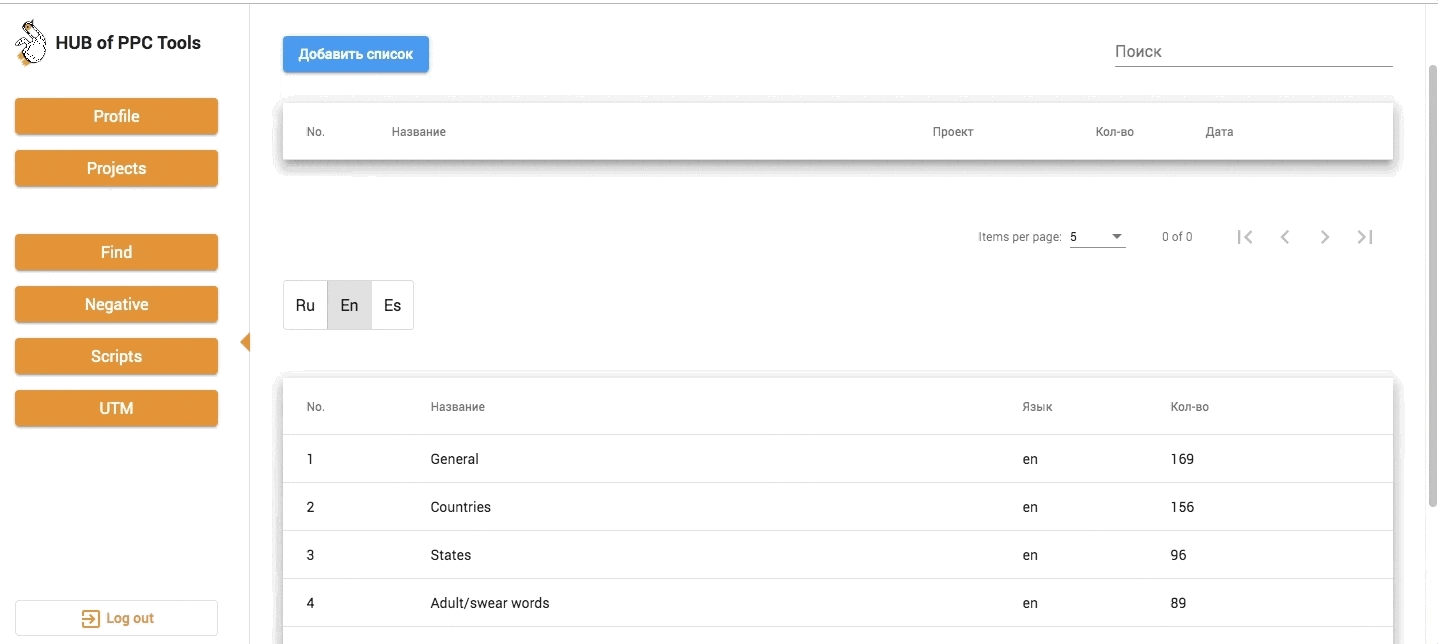 HUB of PPC Tools
Profile
Projects
Find
Negative
Scripts
UTM
Log out
Добавить список
Поиск
No. Название Проект Кол-во Дата
Items per page: 5 0 of 0
Ru En Es
No. Название Язык Кол-во
1 General en 169
2 Countries en 156
3 States en 96
4 Adult/swear words en 89